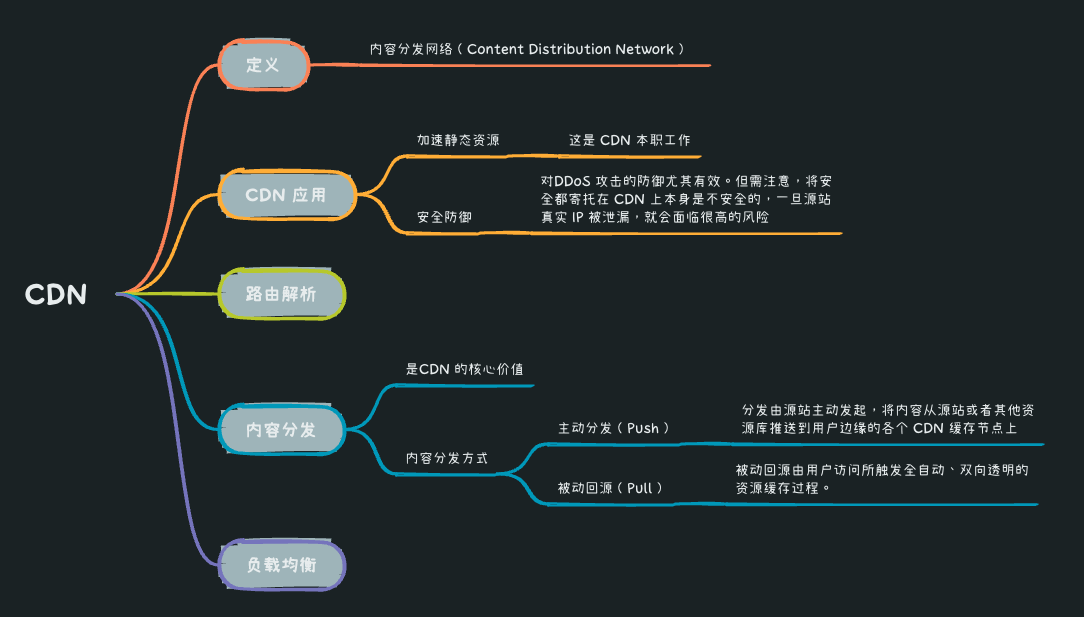 CDN
定义
内容分发网络（Content Distribution Network）
CDN 应用
加速静态资源
这是 CDN 本职工作
安全防御
对DDoS 攻击的防御尤其有效。但需注意，将安
全都寄托在 CDN 上本身是不安全的，一旦源站
真实 IP 被泄漏，就会面临很高的风险
路由解析
内容分发
是CDN 的核心价值
内容分发方式
主动分发（Push）
分发由源站主动发起，将内容从源站或者其他资
源库推送到用户边缘的各个 CDN 缓存节点上
被动回源（Pull）
被动回源由用户访问所触发全自动、双向透明的
资源缓存过程。
负载均衡